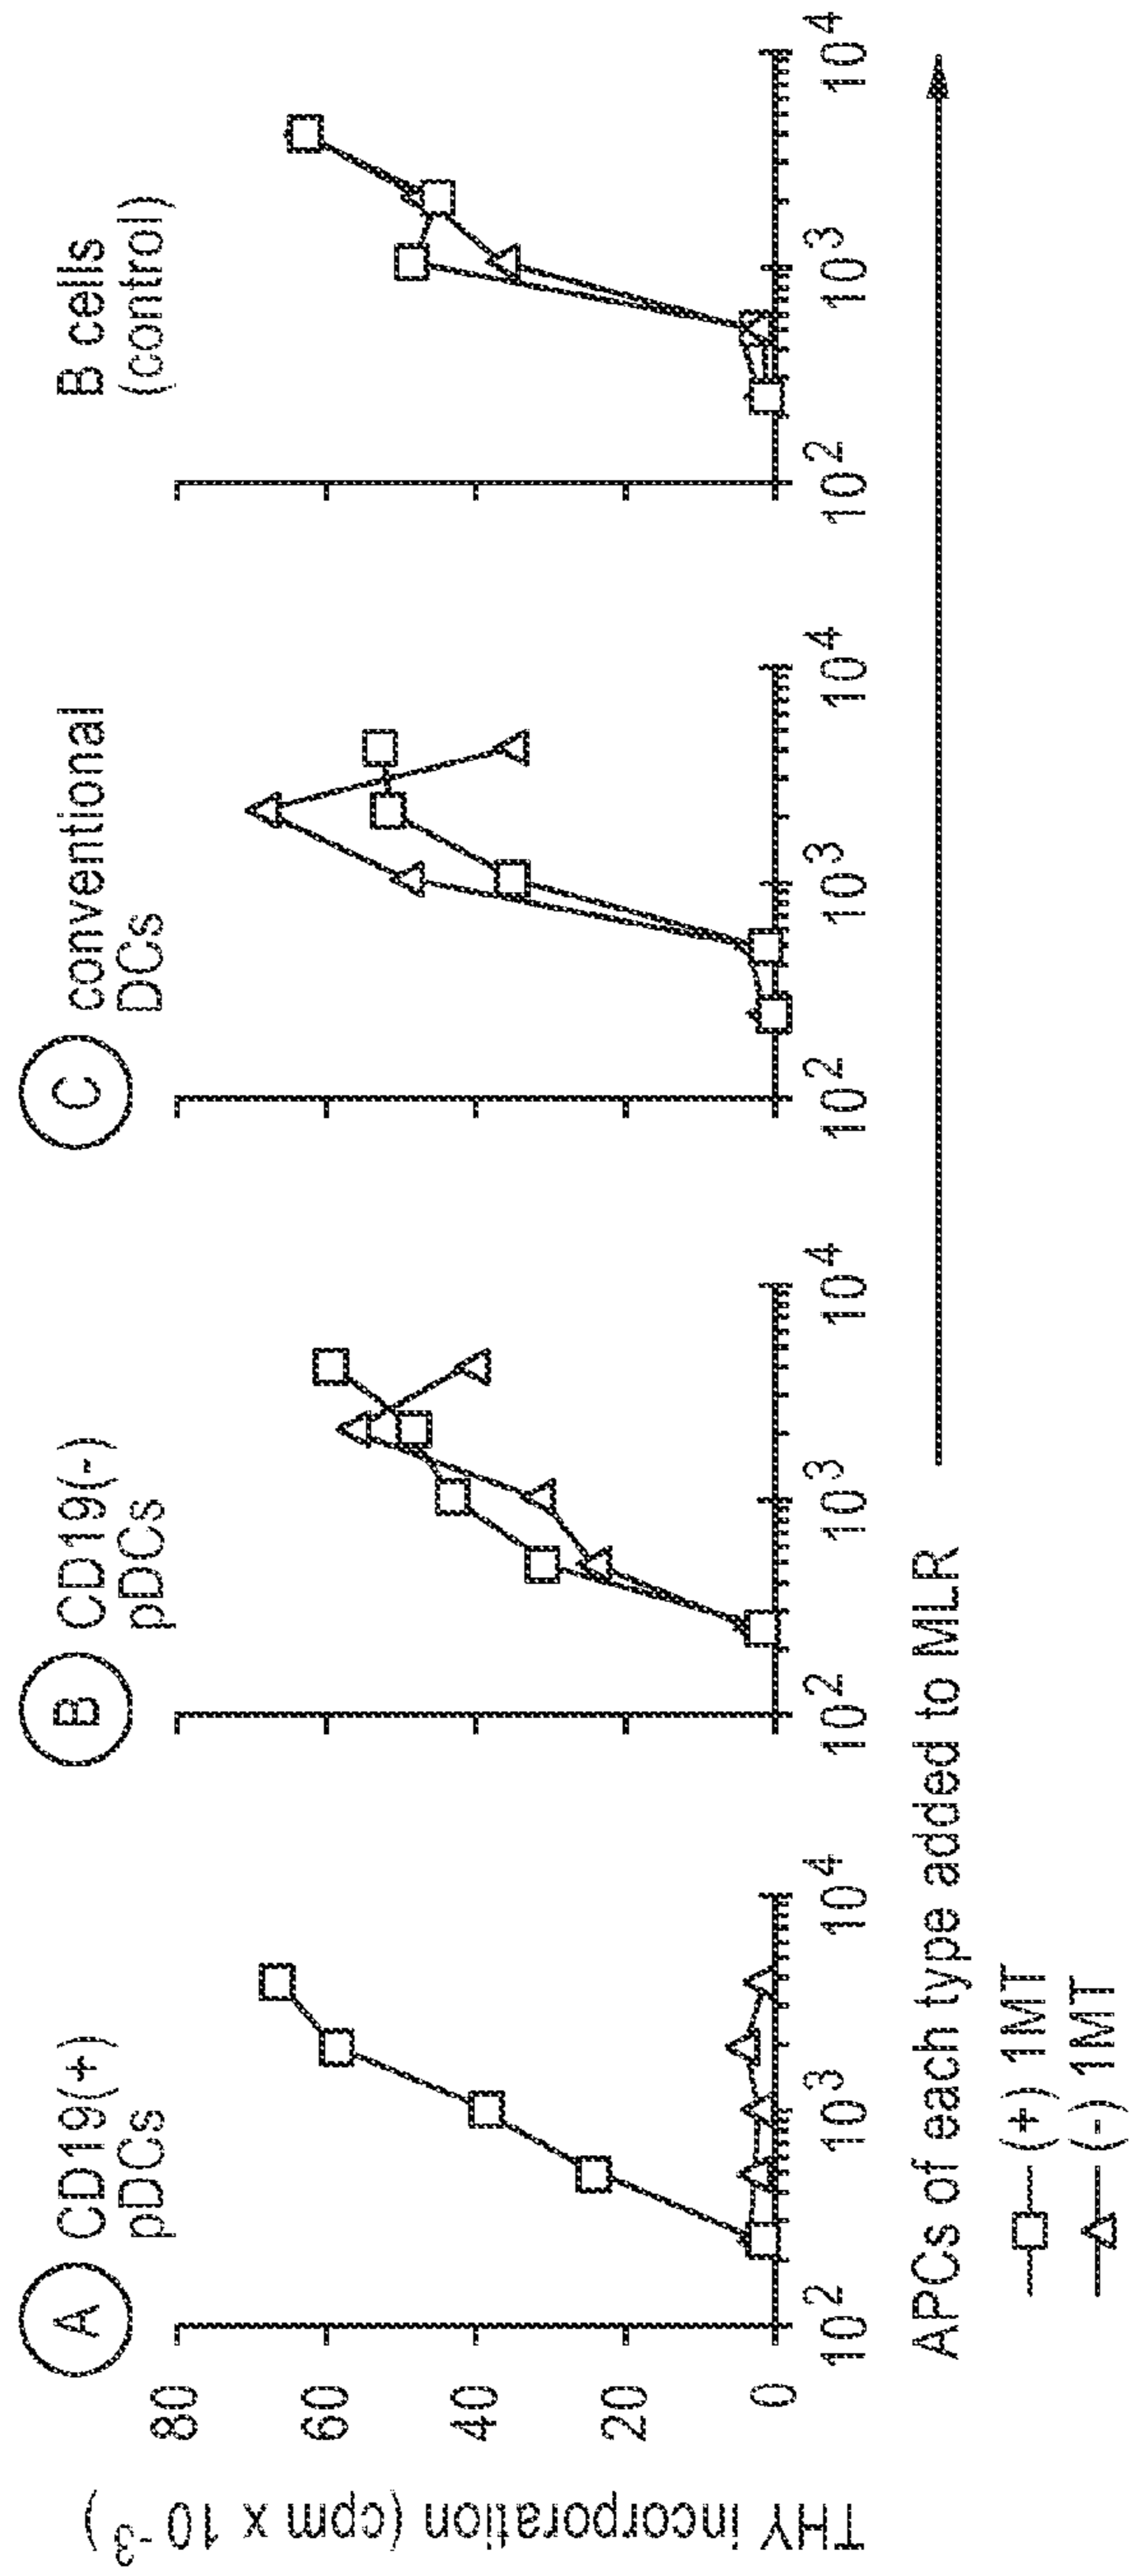 A CD19(+)
pDCs
B CD19(-)
pDCs
C conventional
DCs
B cells
(control)
THY incorporation (cpm x 10⁻³)
80
60
40
20
0
10² 10³ 10⁴
10² 10³ 10⁴
10² 10³ 10⁴
10² 10³ 10⁴
APCs of each type added to MLR
(+) 1MT
(-) 1MT